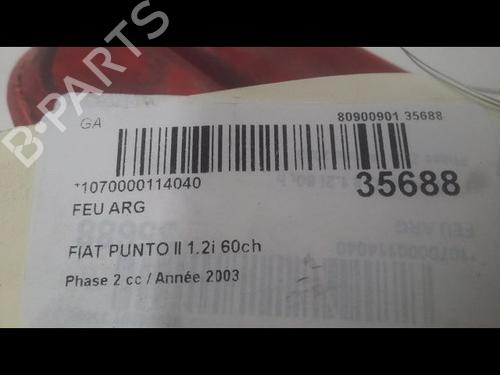 GA
80900901 35688
*1070000114040
35688
FEU ARG
FIAT PUNTO II 1.2i 60ch
Phase 2 cc / Année 2003
B-PARTS